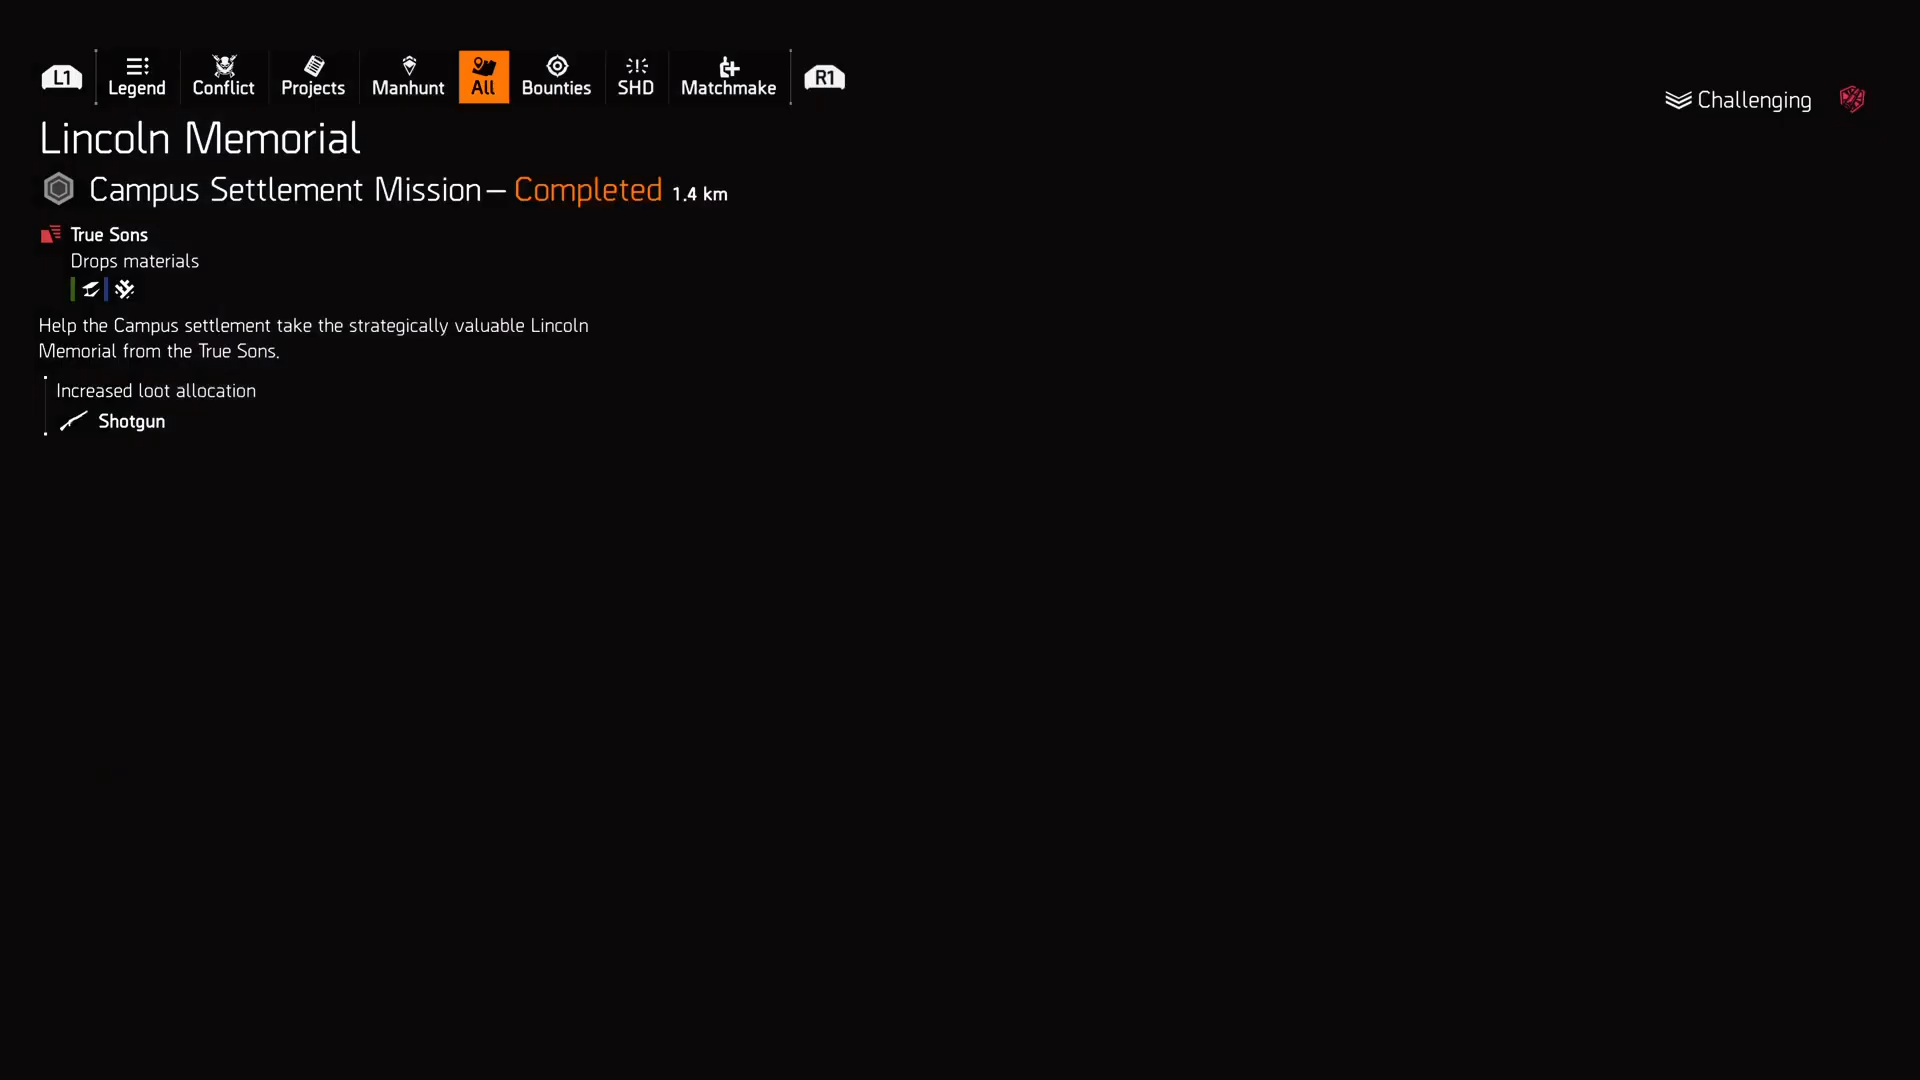 L1 Legend Conflict Projects Manhunt All Bounties SHD Matchmake R1
Challenging
Lincoln Memorial
Campus Settlement Mission – Completed 1.4 km
True Sons
Drops materials
Help the Campus settlement take the strategically valuable Lincoln
Memorial from the True Sons.
Increased loot allocation
Shotgun